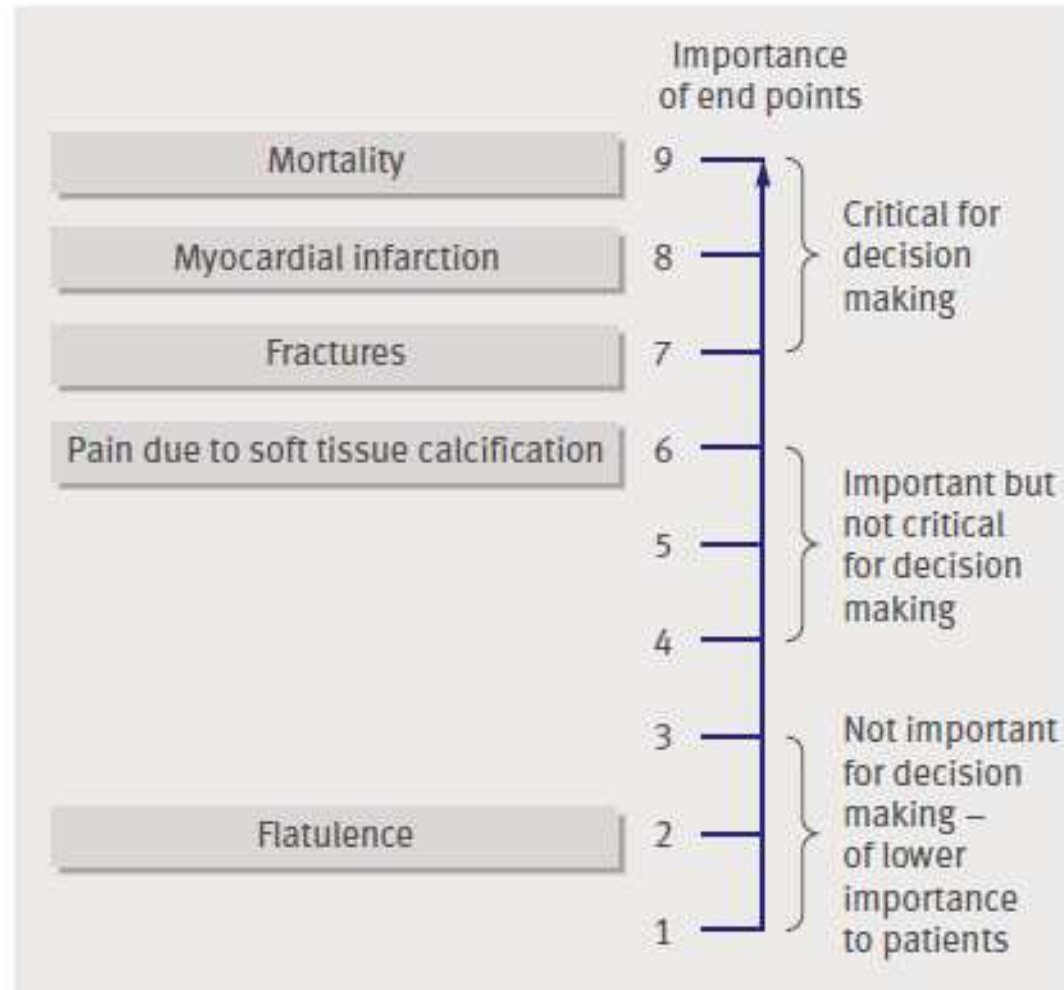 Importance
of end points
Mortality
9
Myocardial infarction
8
Critical for
decision
making
Fractures
7
Pain due to soft tissue calcification
6
5
4
Important but
not critical
for decision
making
3
Flatulence
2
1
Not important
for decision
making –
of lower
importance
to patients